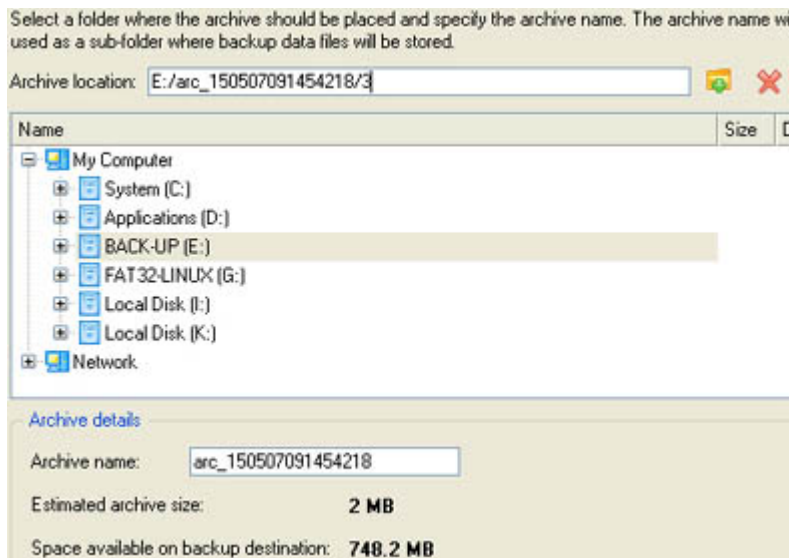 Select a folder where the archive should be placed and specify the archive name. The archive name wi
used as a sub-folder where backup data files will be stored.
Archive location: E:/arc_150507091454218/3
Name Size D
My Computer
System (C:)
Applications (D:)
BACK-UP (E:)
FAT32-LINUX (G:)
Local Disk (I:)
Local Disk (K:)
Network
Archive details
Archive name: arc_150507091454218
Estimated archive size: 2 MB
Space available on backup destination: 748.2 MB